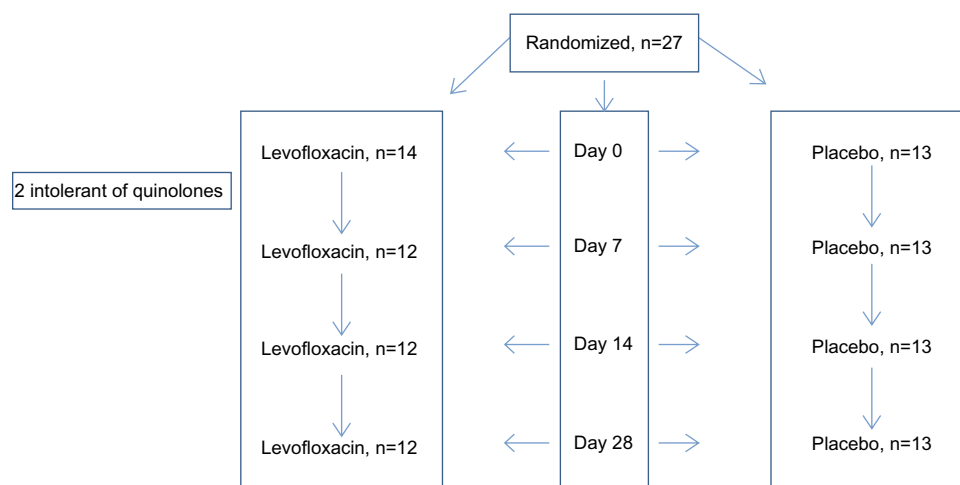 Randomized, n=27
Levofloxacin, n=14
Day 0
Placebo, n=13
2 intolerant of quinolones
Levofloxacin, n=12
Day 7
Placebo, n=13
Levofloxacin, n=12
Day 14
Placebo, n=13
Levofloxacin, n=12
Day 28
Placebo, n=13